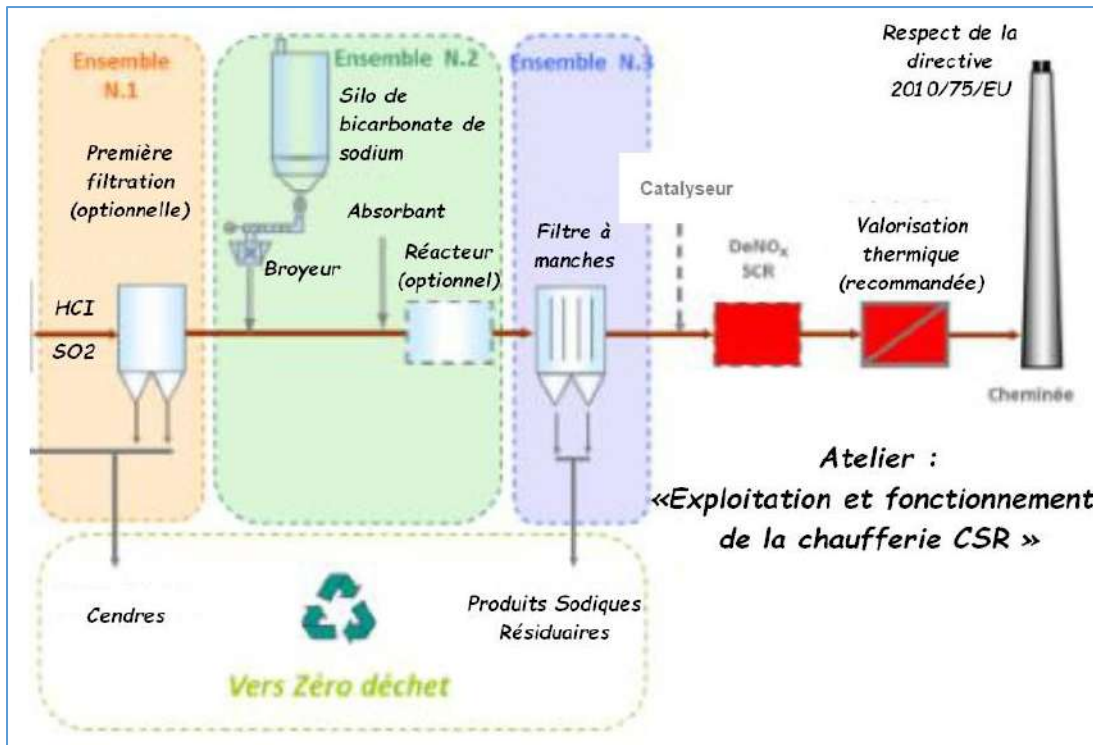 Ensemble
N.1
Première
filtration
(optionnelle)
HCl
SO2
Ensemble N.2
Silo de
bicarbonate de
sodium
Broyeur
Absorbant
Réacteur
(optionnel)
Ensemble N.3
Filtre à
manches
Catalyseur
DeNOx
SCR
Valorisation
thermique
(recommandée)
Respect de la
directive
2010/75/EU
Cheminée
Atelier :
«Exploitation et fonctionnement
de la chaufferie CSR »
Cendres
Produits Sodiques
Résiduaires
Vers Zéro déchet